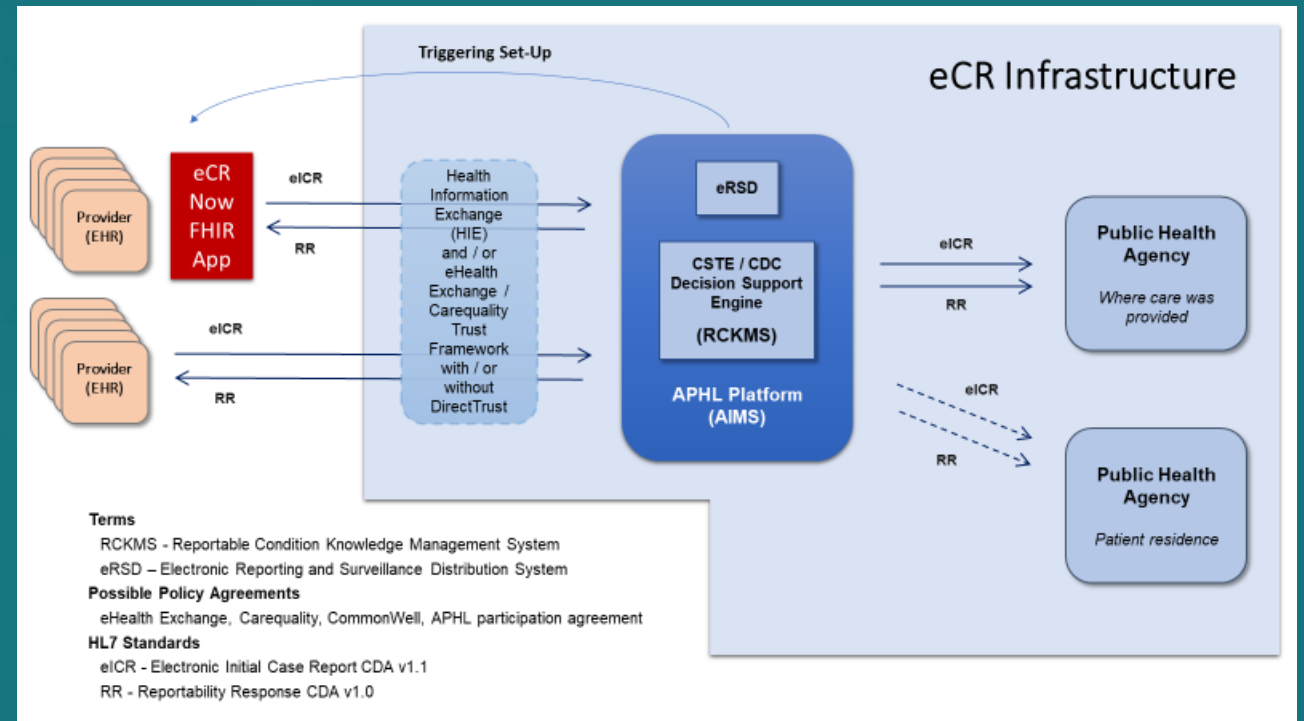 Triggering Set-Up
eCR Infrastructure
Provider
(EHR)
eCR
Now
FHIR
App
eICR
RR
Provider
(EHR)
eICR
RR
Health
Information
Exchange
(HIE)
and / or
eHealth
Exchange /
Carequality
Trust
Framework
with / or
without
DirectTrust
eRSD
CSTE / CDC
Decision Support
Engine
(RCKMS)
APHL Platform
(AIMS)
eICR
RR
Public Health
Agency
Where care was
provided
eICR
RR
Public Health
Agency
Patient residence
Terms
RCKMS - Reportable Condition Knowledge Management System
eRSD – Electronic Reporting and Surveillance Distribution System
Possible Policy Agreements
eHealth Exchange, Carequality, CommonWell, APHL participation agreement
HL7 Standards
eICR - Electronic Initial Case Report CDA v1.1
RR - Reportability Response CDA v1.0